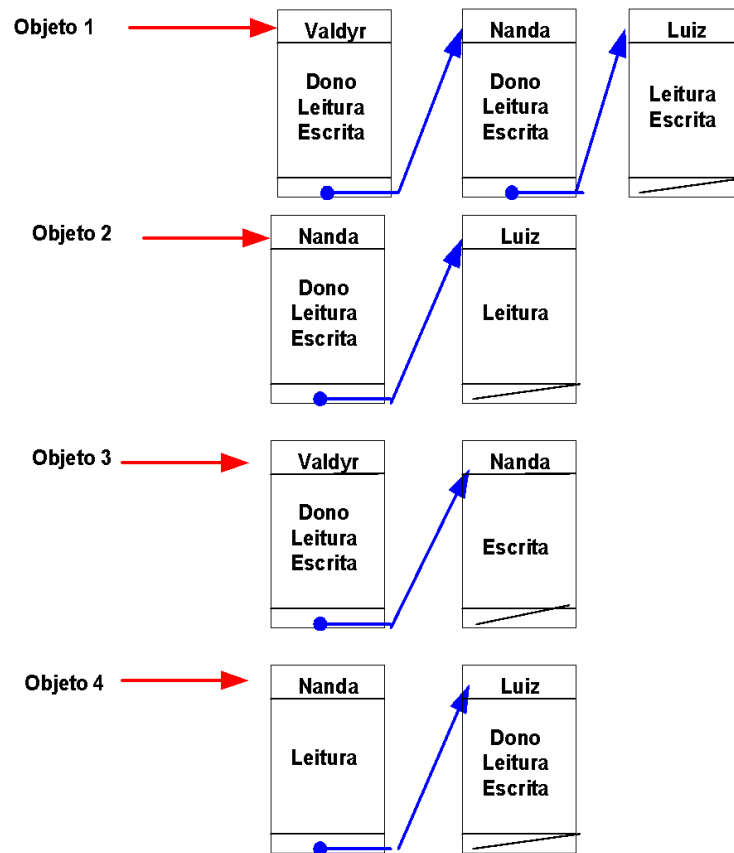 Objeto 1
Valdyr
Dono
Leitura
Escrita
Nanda
Dono
Leitura
Escrita
Luiz
Leitura
Escrita
Objeto 2
Nanda
Dono
Leitura
Escrita
Luiz
Leitura
Objeto 3
Valdyr
Dono
Leitura
Escrita
Nanda
Escrita
Objeto 4
Nanda
Leitura
Luiz
Dono
Leitura
Escrita